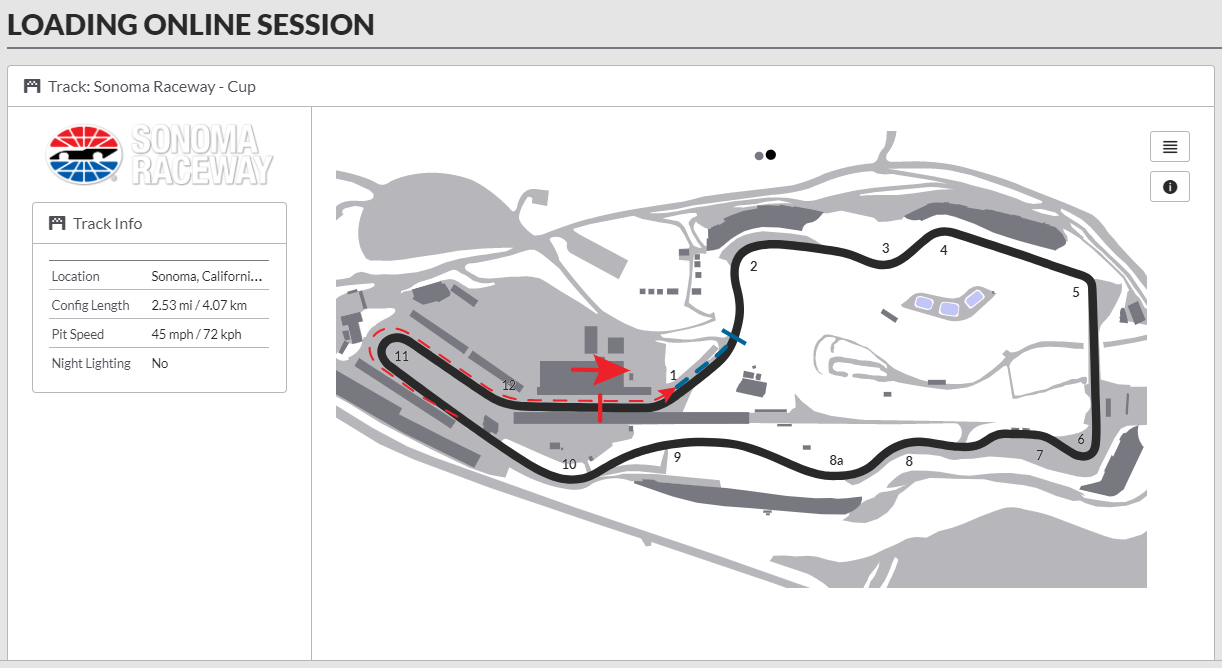 LOADING ONLINE SESSION
Track: Sonoma Raceway - Cup
SONOMA
RACEWAY
Track Info
Location Sonoma, Californi...
Config Length 2.53 mi / 4.07 km
Pit Speed 45 mph / 72 kph
Night Lighting No
1
2
3
4
5
6
7
8
8a
9
10
11
12